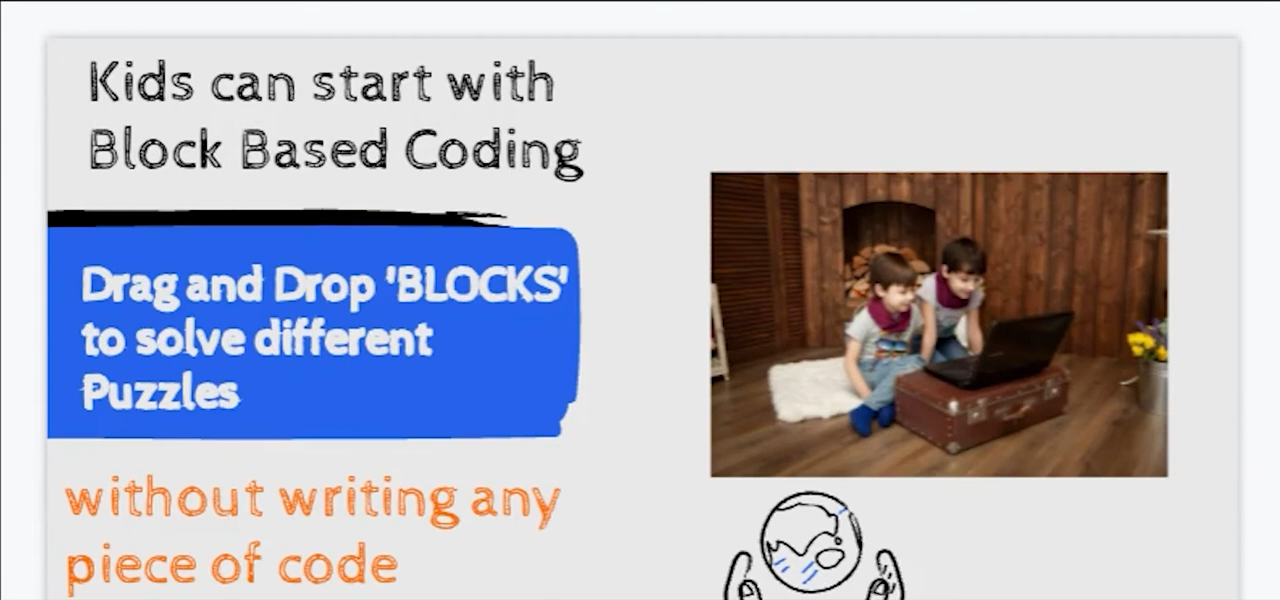 Kids can start with
Block Based Coding
Drag and Drop 'BLOCKS'
to solve different
Puzzles
without writing any
piece of code